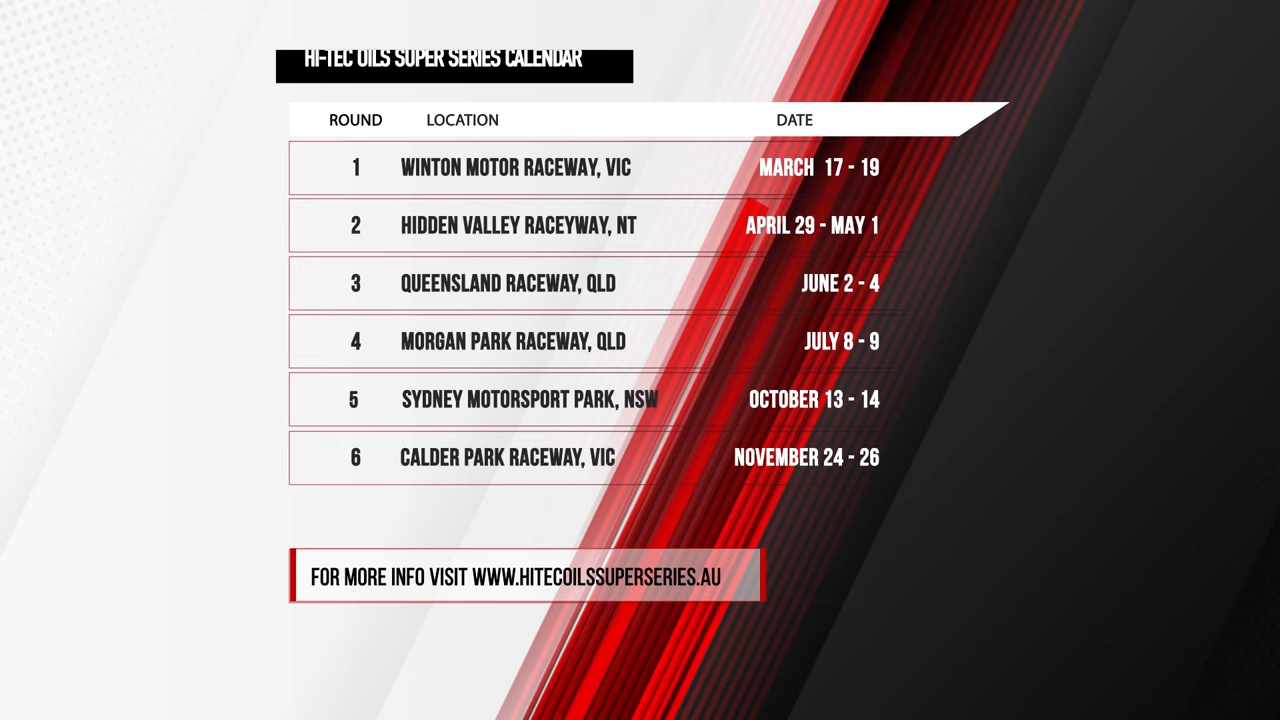 HI-TEC OILS SUPER SERIES CALENDAR
ROUND LOCATION DATE
1 WINTON MOTOR RACEWAY, VIC MARCH 17 - 19
2 HIDDEN VALLEY RACEYWAY, NT APRIL 29 - MAY 1
3 QUEENSLAND RACEWAY, QLD JUNE 2 - 4
4 MORGAN PARK RACEWAY, QLD JULY 8 - 9
5 SYDNEY MOTORSPORT PARK, NSW OCTOBER 13 - 14
6 CALDER PARK RACEWAY, VIC NOVEMBER 24 - 26
FOR MORE INFO VISIT WWW.HITECOILSSUPERSERIES.AU